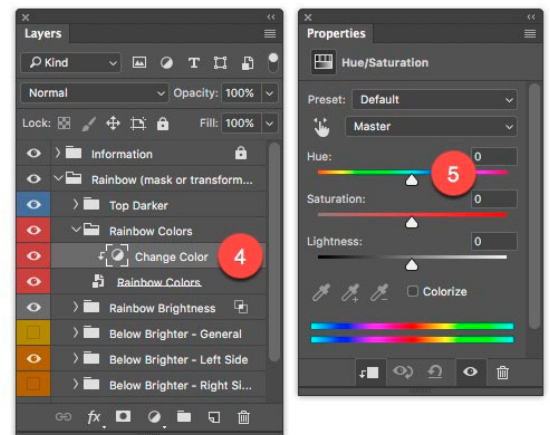 Layers
Kind
Normal
Opacity: 100%
Lock:
Fill: 100%
Information
Rainbow (mask or transform...
Top Darker
Rainbow Colors
Change Color
4
Rainbow Colors
Rainbow Brightness
Below Brighter - General
Below Brighter - Left Side
Below Brighter - Right Si...
fx
Properties
Hue/Saturation
Preset: Default
Master
Hue: 0
5
Saturation: 0
Lightness: 0
Colorize